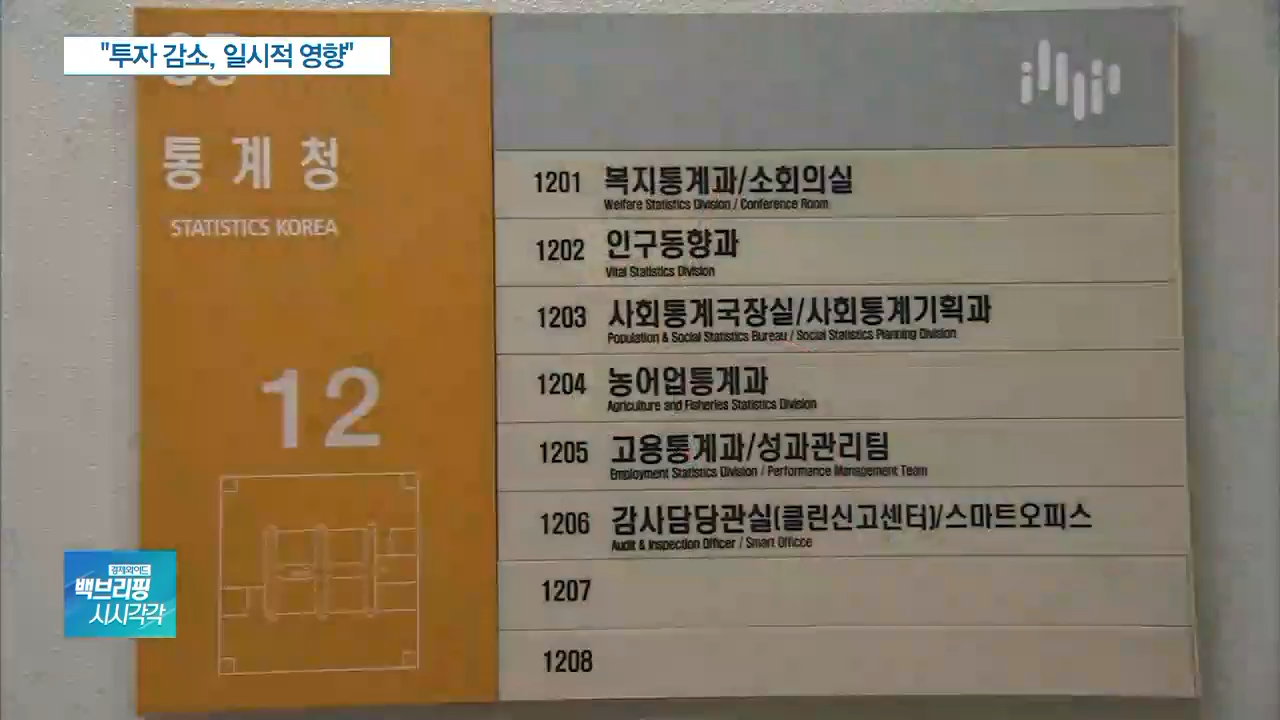 "투자 감소, 일시적 영향"
통계청
STATISTICS KOREA
12
1201 복지통계과/소회의실
Welfare Statistics Division / Conference Room
1202 인구동향과
Vital Statistics Division
1203 사회통계국장실/사회통계기획과
Population & Social Statistics Bureau / Social Statistics Planning Division
1204 농어업통계과
Agriculture and Fisheries Statistics Division
1205 고용통계과/성과관리팀
Employment Statistics Division / Performance Management Team
1206 감사담당관실(클린신고센터)/스마트오피스
Audit & Inspection Officer / Smart Officce
1207
1208
경제와이드
백브리핑
시시각각